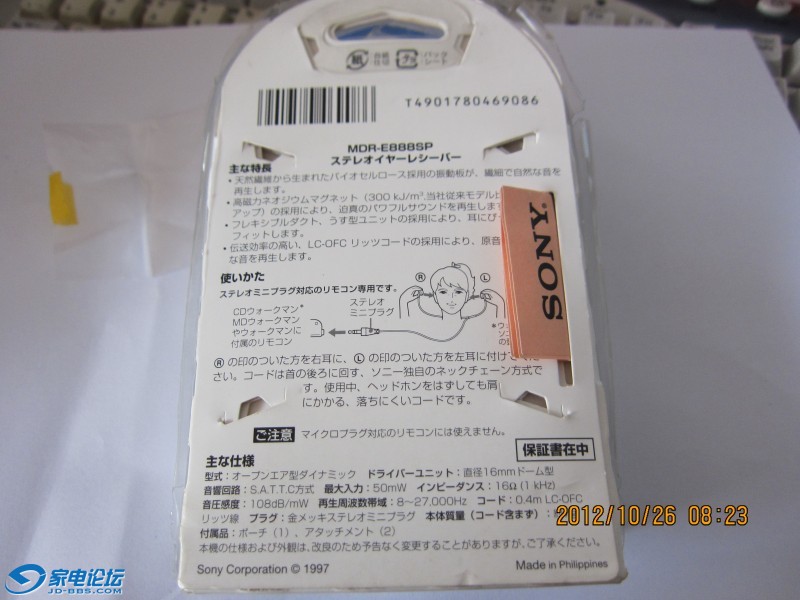 紙 台紙 プラ パック シート
T4901780469086
MDR-E888SP
ステレオイヤーレシーバー
主な特長
・天然繊維から生まれたバイオセルロース採用の振動板が、繊細で自然な音を
再生します。
・高磁力ネオジウムマグネット（300 kJ/m³,当社従来モデル比
アップ）の採用により、迫真のパワフルサウンドを再生します
・フレキシブルダクト、うす型ユニットの採用により、耳にぴ
フィットします。
・伝送効率の高い、LC-OFC リッツコードの採用により、原音
な音を再生します。
SONY
使いかた
ステレオミニプラグ対応のリモコン専用です。
CDウォークマン*
MDウォークマン
やウォークマンに
付属のリモコン
ステレオ
ミニプラグ
R
L
Rの印のついた方を右耳に、Lの印のついた方を左耳に付けてくだ
さい。コードは首の後ろに回す、ソニー独自のネックチェーン方式で
す。使用中、ヘッドホンをはずしても肩
にかかる、落ちにくいコードです。
ご注意 マイクロプラグ対応のリモコンには使えません。
保証書在中
主な仕様
型式：オープンエア型ダイナミック ドライバーユニット：直径16mmドーム型
音響回路：S.A.T.T.C方式 最大入力：50mW インピーダンス：16Ω (1 kHz)
音圧感度：108dB/mW 再生周波数帯域：8〜27,000Hz コード：0.4m LC-OFC
リッツ線 プラグ：金メッキステレオミニプラグ 本体質量（コード含まず）：
付属品：ポーチ（1）、アタッチメント（2）
本機の仕様および外観は、改良のため予告なく変更することがありますが、ご了承ください。
Sony Corporation © 1997
Made in Philippines
2012/10/26 08:23
家电论坛
JD-BBS.COM